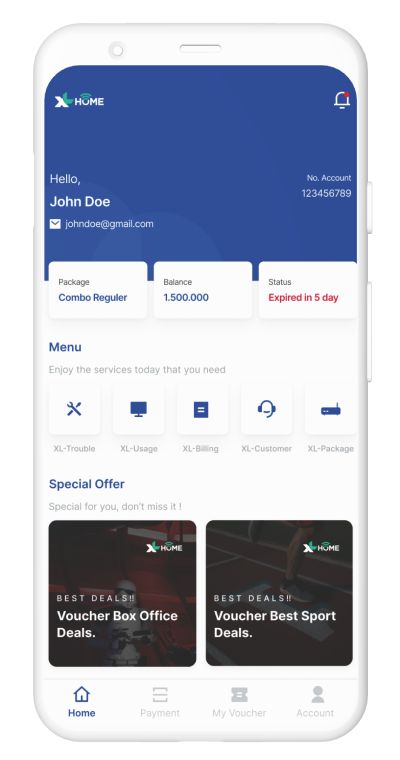 XL HOME
Hello,
No. Account
John Doe
123456789
johndoe@gmail.com
Package
Combo Reguler
Balance
1.500.000
Status
Expired in 5 day
Menu
Enjoy the services today that you need
XL-Trouble
XL-Usage
XL-Billing
XL-Customer
XL-Package
Special Offer
Special for you, don't miss it !
XL HOME
BEST DEALS!!
Voucher Box Office
Deals.
XL HOME
BEST DEALS!!
Voucher Best Sport
Deals.
Home
Payment
My Voucher
Account